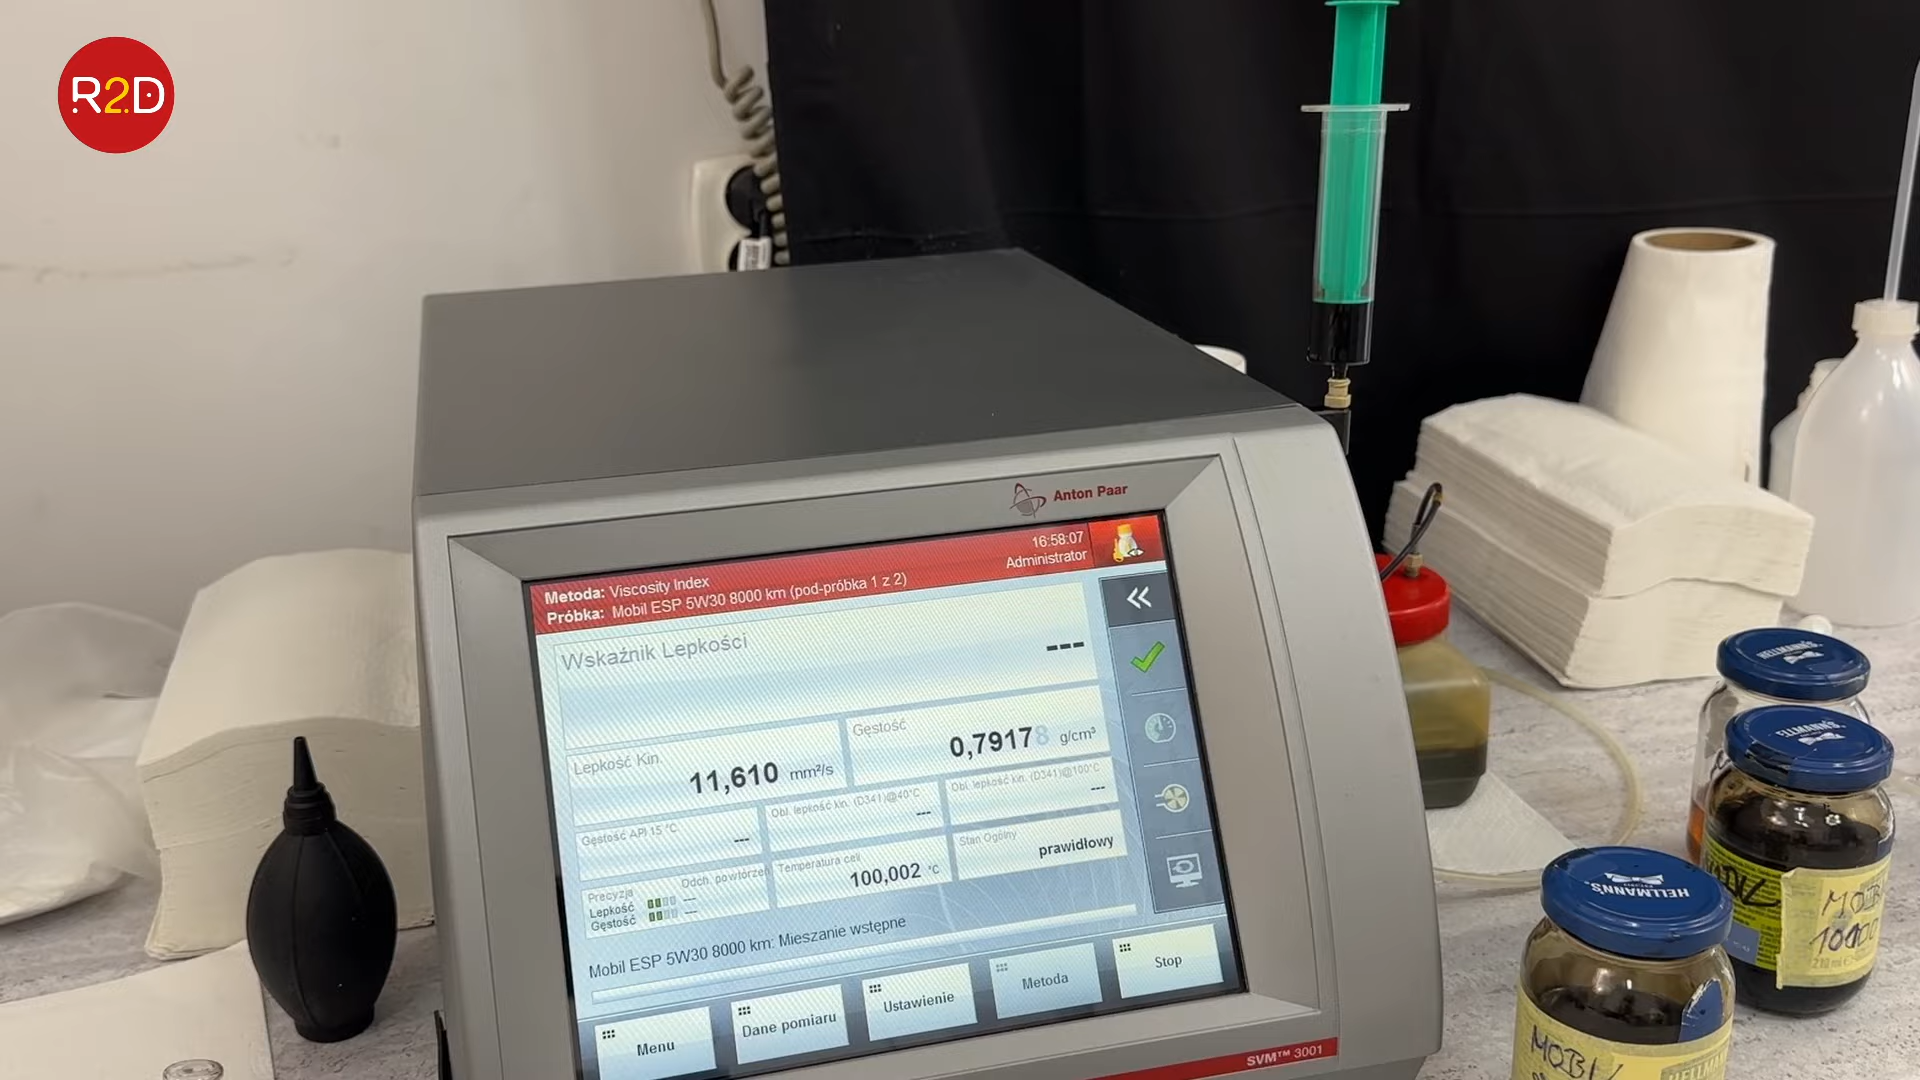 R2D
Anton Paar
Metoda: Viscosity Index
Próbka: Mobil ESP 5W30 8000 km (pod-próbka 1 z 2)
16:58:07
Administrator
Wskaźnik Lepkości
---
Lepkość Kin.
11,610 mm²/s
Gęstość
0,79178 g/cm³
Gęstość API 15 °C
---
Obl. lepkość kin. (D341)@40°C
---
Obl. lepkość kin. (D341)@100°C
---
Precyzja
Odch. powtórzeń
Lepkość ---
Gęstość ---
Temperatura celi
100,002 °C
Stan Ogólny
prawidłowy
Mobil ESP 5W30 8000 km: Mieszanie wstępne
Menu
Dane pomiaru
Ustawienie
Metoda
Stop
SVM™ 3001
HELLMANN'S
HELLMANN'S
HELLMANN'S